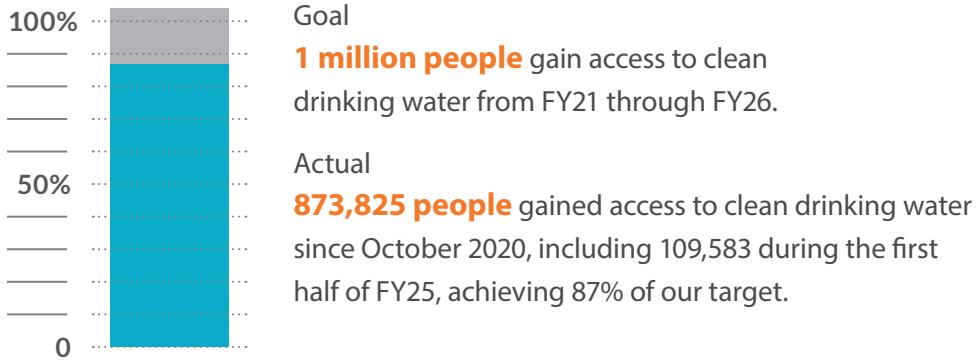 100%
50%
0
Goal
1 million people gain access to clean
drinking water from FY21 through FY26.
Actual
873,825 people gained access to clean drinking water
since October 2020, including 109,583 during the first
half of FY25, achieving 87% of our target.